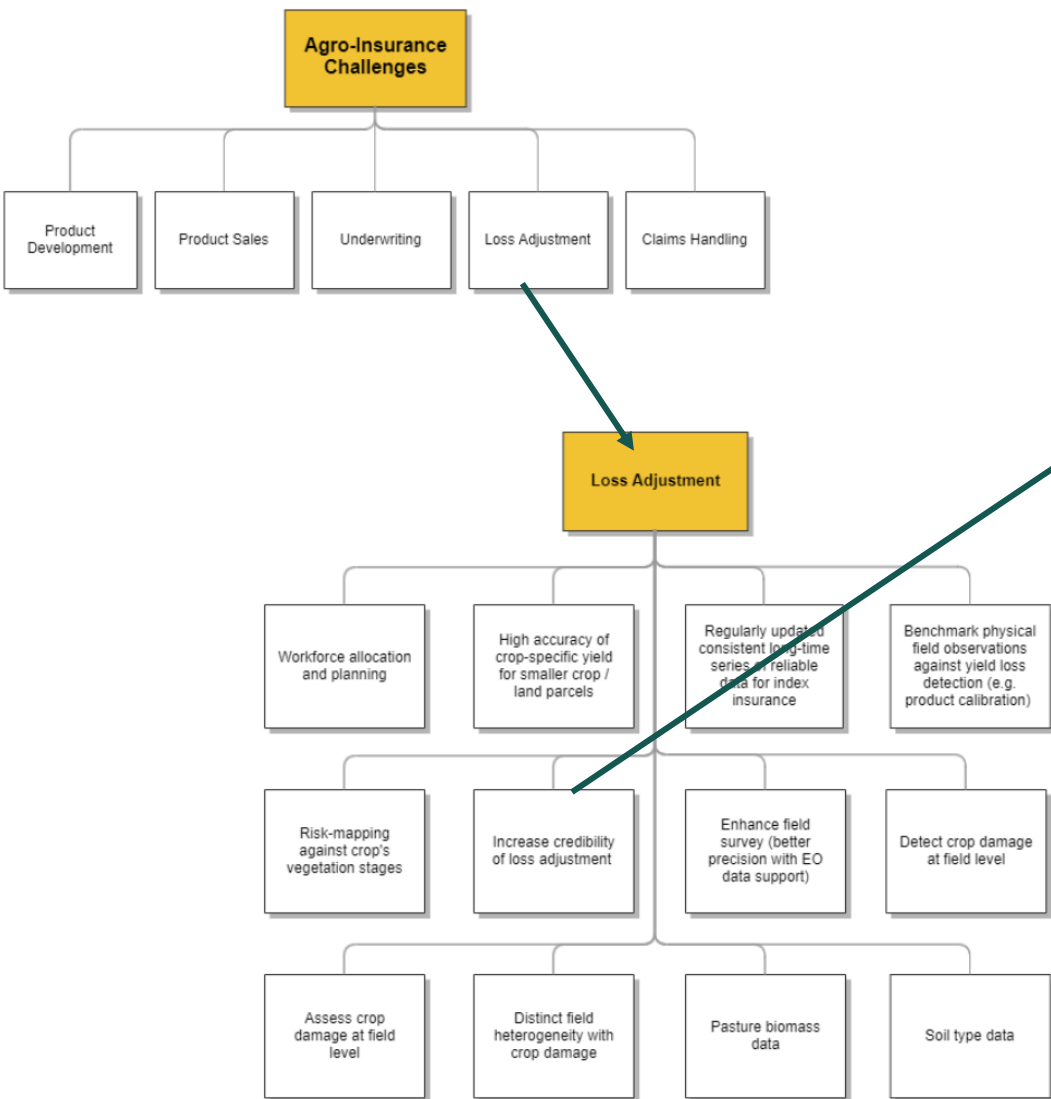 Agro-Insurance
Challenges
Product
Development
Product Sales
Underwriting
Loss Adjustment
Claims Handling
Loss Adjustment
Workforce allocation
and planning
High accuracy of
crop-specific yield
for smaller crop /
land parcels
Regularly updated
consistent long-time
series of reliable
data for index
insurance
Benchmark physical
field observations
against yield loss
detection (e.g.
product calibration)
Risk-mapping
against crop's
vegetation stages
Increase credibility
of loss adjustment
Enhance field
survey (better
precision with EO
data support)
Detect crop damage
at field level
Assess crop
damage at field
level
Distinct field
heterogeneity with
crop damage
Pasture biomass
data
Soil type data